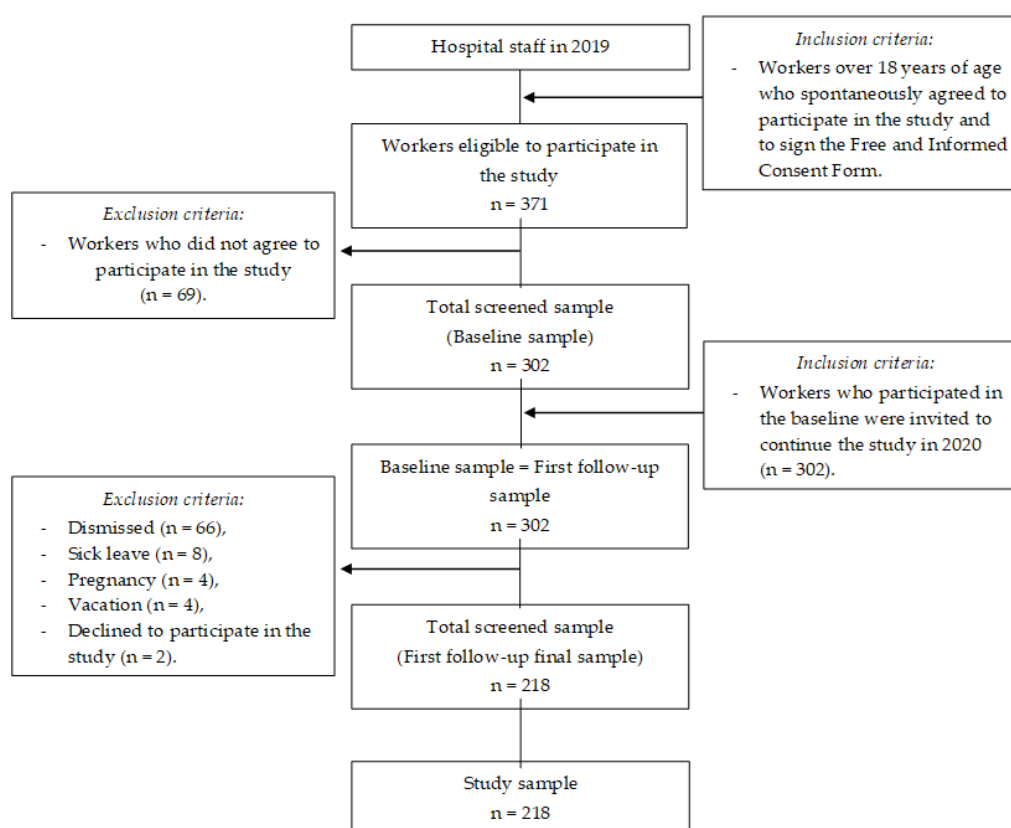 Hospital staff in 2019
Inclusion criteria:
- Workers over 18 years of age
who spontaneously agreed to
participate in the study and
to sign the Free and Informed
Consent Form.
Workers eligible to participate in
the study
n = 371
Exclusion criteria:
- Workers who did not agree to
participate in the study
(n = 69).
Total screened sample
(Baseline sample)
n = 302
Inclusion criteria:
- Workers who participated in
the baseline were invited to
continue the study in 2020
(n = 302).
Baseline sample = First follow-up
sample
n = 302
Exclusion criteria:
- Dismissed (n = 66),
- Sick leave (n = 8),
- Pregnancy (n = 4),
- Vacation (n = 4),
- Declined to participate in the
study (n = 2).
Total screened sample
(First follow-up final sample)
n = 218
Study sample
n = 218